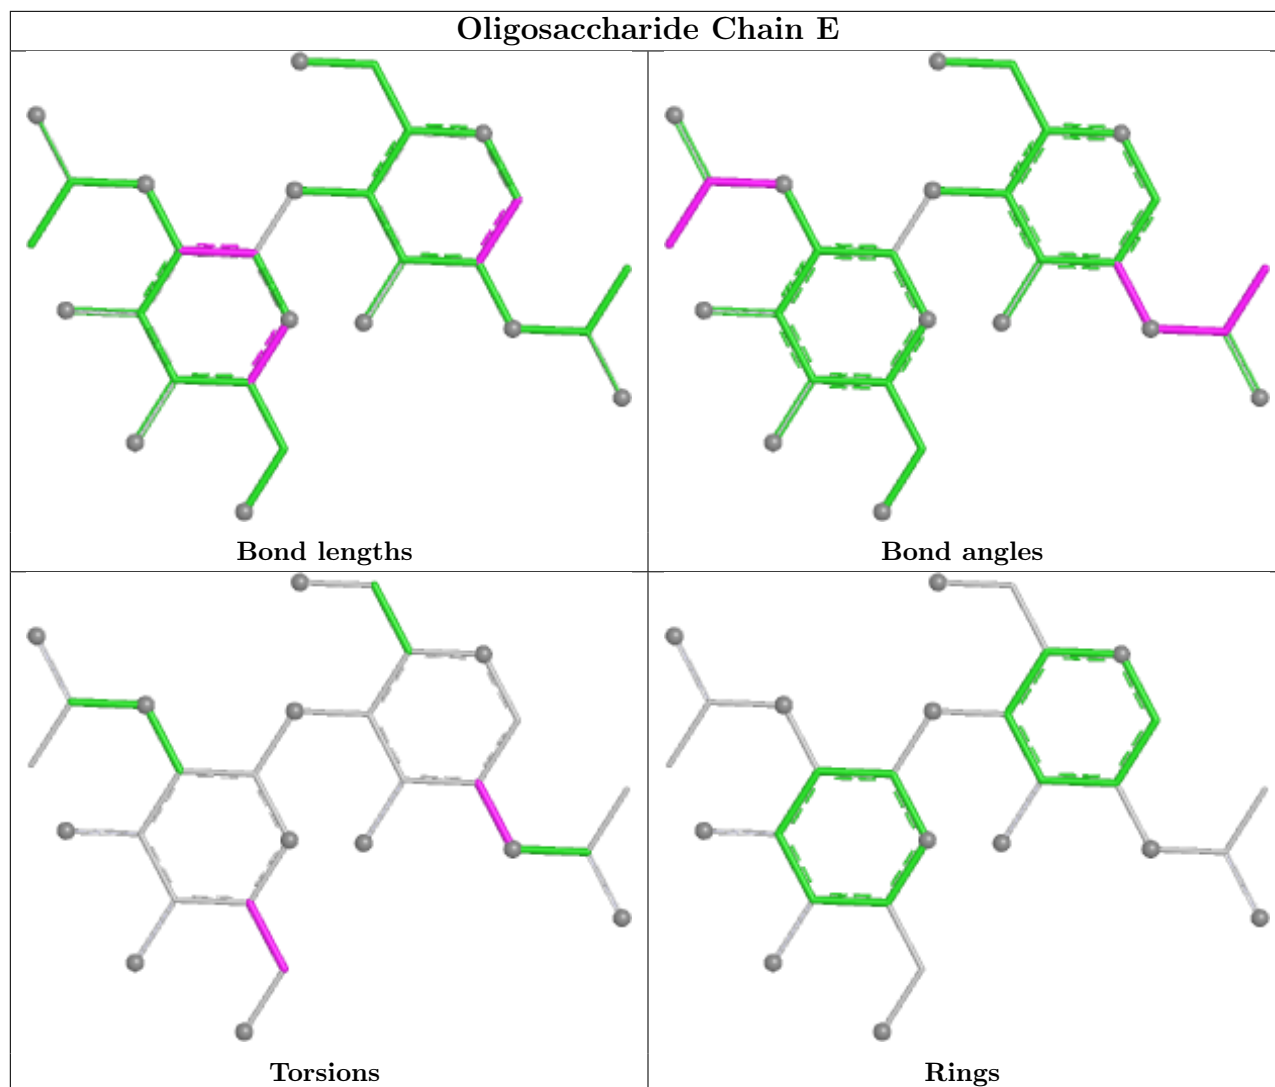 Oligosaccharide Chain E
Bond lengths
Bond angles
Torsions
Rings